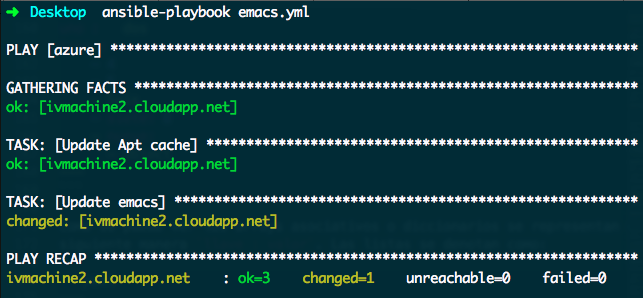 ➜ Desktop ansible-playbook emacs.yml
PLAY [azure] ******************************************************************
GATHERING FACTS ***************************************************************
ok: [ivmachine2.cloudapp.net]
TASK: [Update Apt cache] ******************************************************
ok: [ivmachine2.cloudapp.net]
TASK: [Update emacs] **********************************************************
changed: [ivmachine2.cloudapp.net]
PLAY RECAP ********************************************************************
ivmachine2.cloudapp.net : ok=3 changed=1 unreachable=0 failed=0